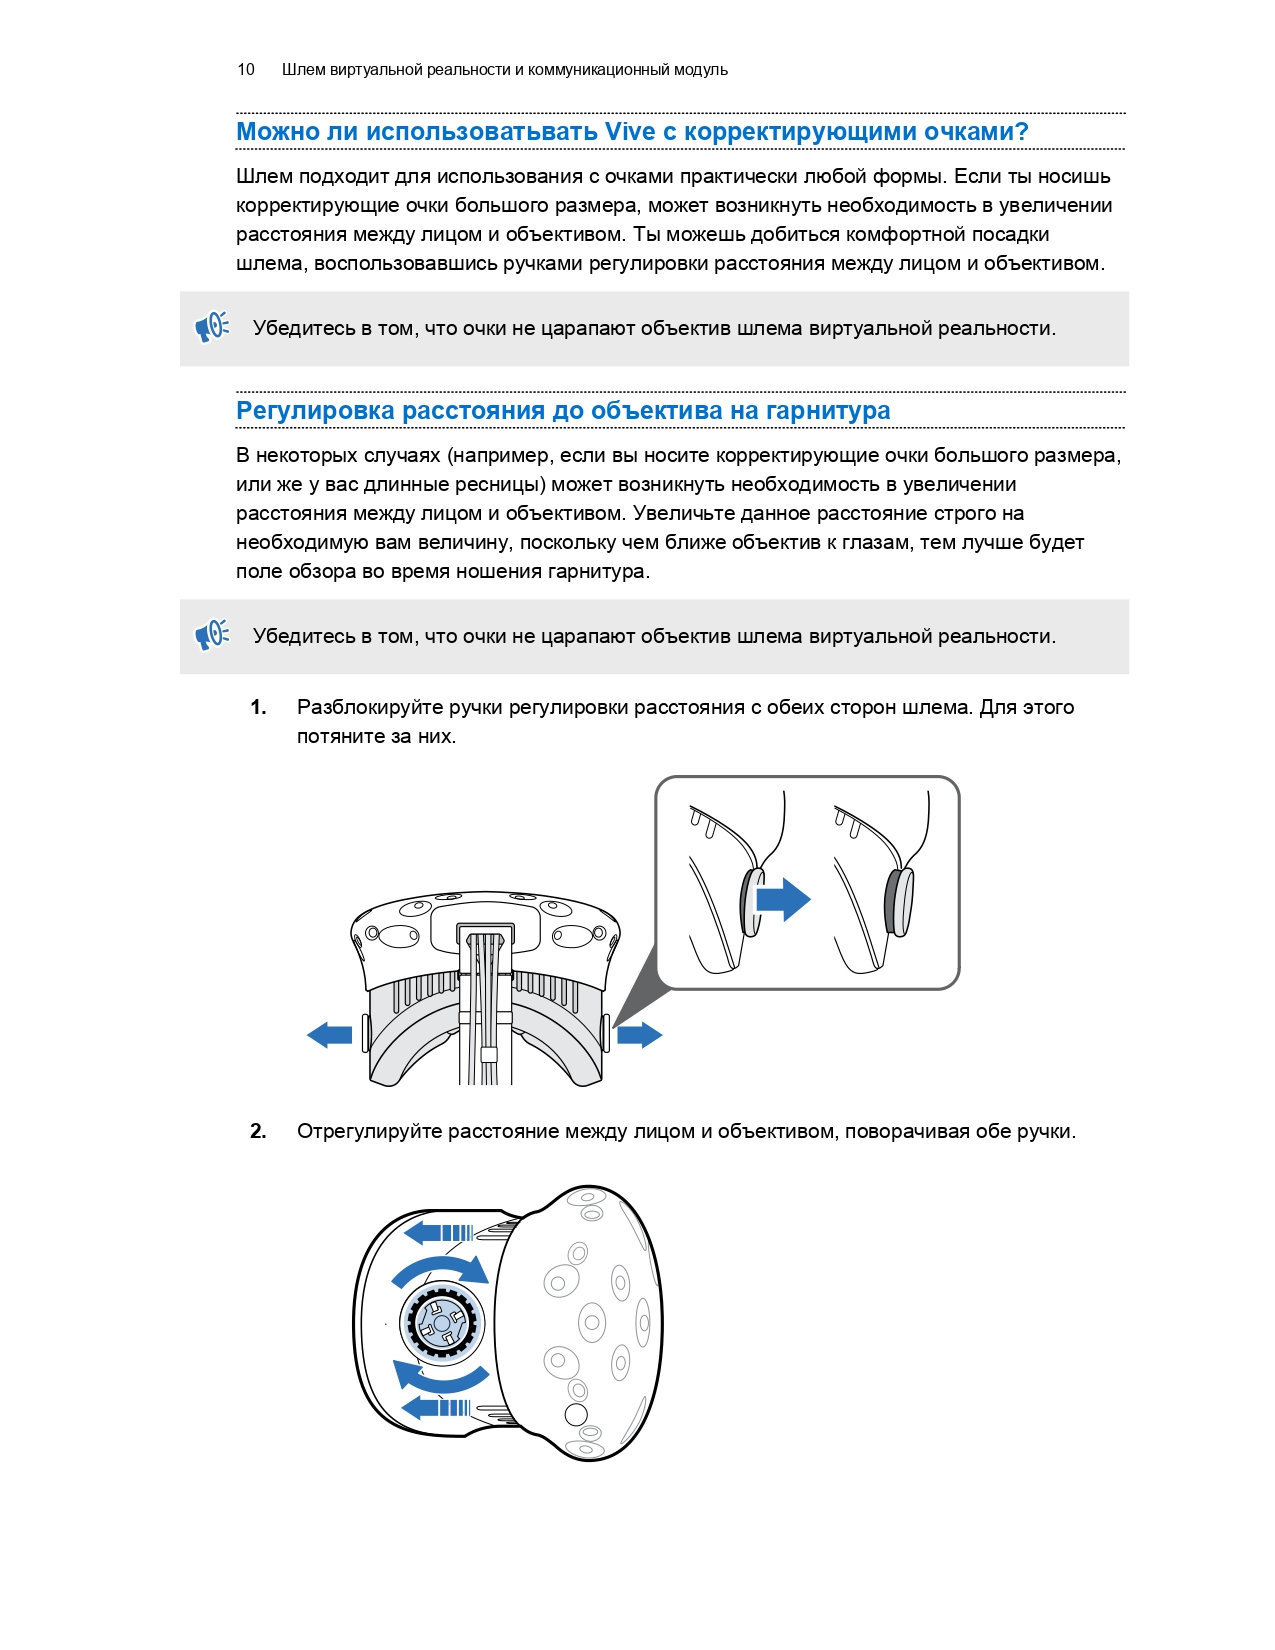 10 Шлем виртуальной реальности и коммуникационный модуль
Можно ли использоватьвать Vive с корректирующими очками?
Шлем подходит для использования с очками практически любой формы. Если ты носишь
корректирующие очки большого размера, может возникнуть необходимость в увеличении
расстояния между лицом и объективом. Ты можешь добиться комфортной посадки
шлема, воспользовавшись ручками регулировки расстояния между лицом и объективом.
Убедитесь в том, что очки не царапают объектив шлема виртуальной реальности.
Регулировка расстояния до объектива на гарнитура
В некоторых случаях (например, если вы носите корректирующие очки большого размера,
или же у вас длинные ресницы) может возникнуть необходимость в увеличении
расстояния между лицом и объективом. Увеличьте данное расстояние строго на
необходимую вам величину, поскольку чем ближе объектив к глазам, тем лучше будет
поле обзора во время ношения гарнитура.
Убедитесь в том, что очки не царапают объектив шлема виртуальной реальности.
1. Разблокируйте ручки регулировки расстояния с обеих сторон шлема. Для этого
потяните за них.
2. Отрегулируйте расстояние между лицом и объективом, поворачивая обе ручки.